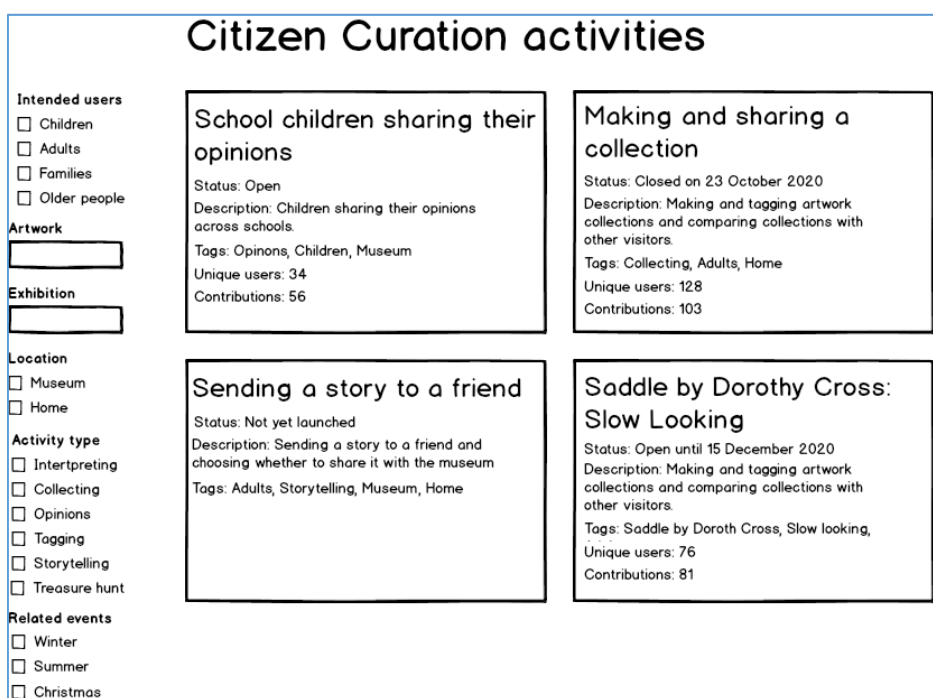 Citizen Curation activities
Intended users
Children
Adults
Families
Older people
Artwork
Exhibition
Location
Museum
Home
Activity type
Intertpreting
Collecting
Opinions
Tagging
Storytelling
Treasure hunt
Related events
Winter
Summer
Christmas
School children sharing their
opinions
Status: Open
Description: Children sharing their opinions
across schools.
Tags: Opinons, Children, Museum
Unique users: 34
Contributions: 56
Making and sharing a
collection
Status: Closed on 23 October 2020
Description: Making and tagging artwork
collections and comparing collections with
other visitors.
Tags: Collecting, Adults, Home
Unique users: 128
Contributions: 103
Sending a story to a friend
Status: Not yet launched
Description: Sending a story to a friend and
choosing whether to share it with the museum
Tags: Adults, Storytelling, Museum, Home
Saddle by Dorothy Cross:
Slow Looking
Status: Open until 15 December 2020
Description: Making and tagging artwork
collections and comparing collections with
other visitors.
Tags: Saddle by Doroth Cross, Slow looking,
Unique users: 76
Contributions: 81